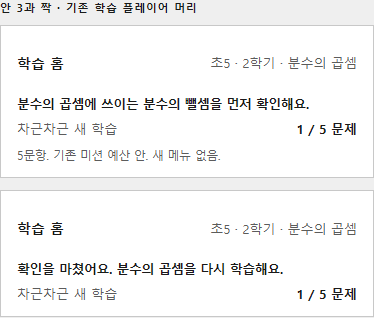 안 3과 짝 · 기존 학습 플레이어 머리
학습 홈 초5 · 2학기 · 분수의 곱셈
분수의 곱셈에 쓰이는 분수의 뺄셈을 먼저 확인해요.
차근차근 새 학습 1 / 5 문제
5문항. 기존 미션 예산 안. 새 메뉴 없음.
학습 홈 초5 · 2학기 · 분수의 곱셈
확인을 마쳤어요. 분수의 곱셈을 다시 학습해요.
차근차근 새 학습 1 / 5 문제